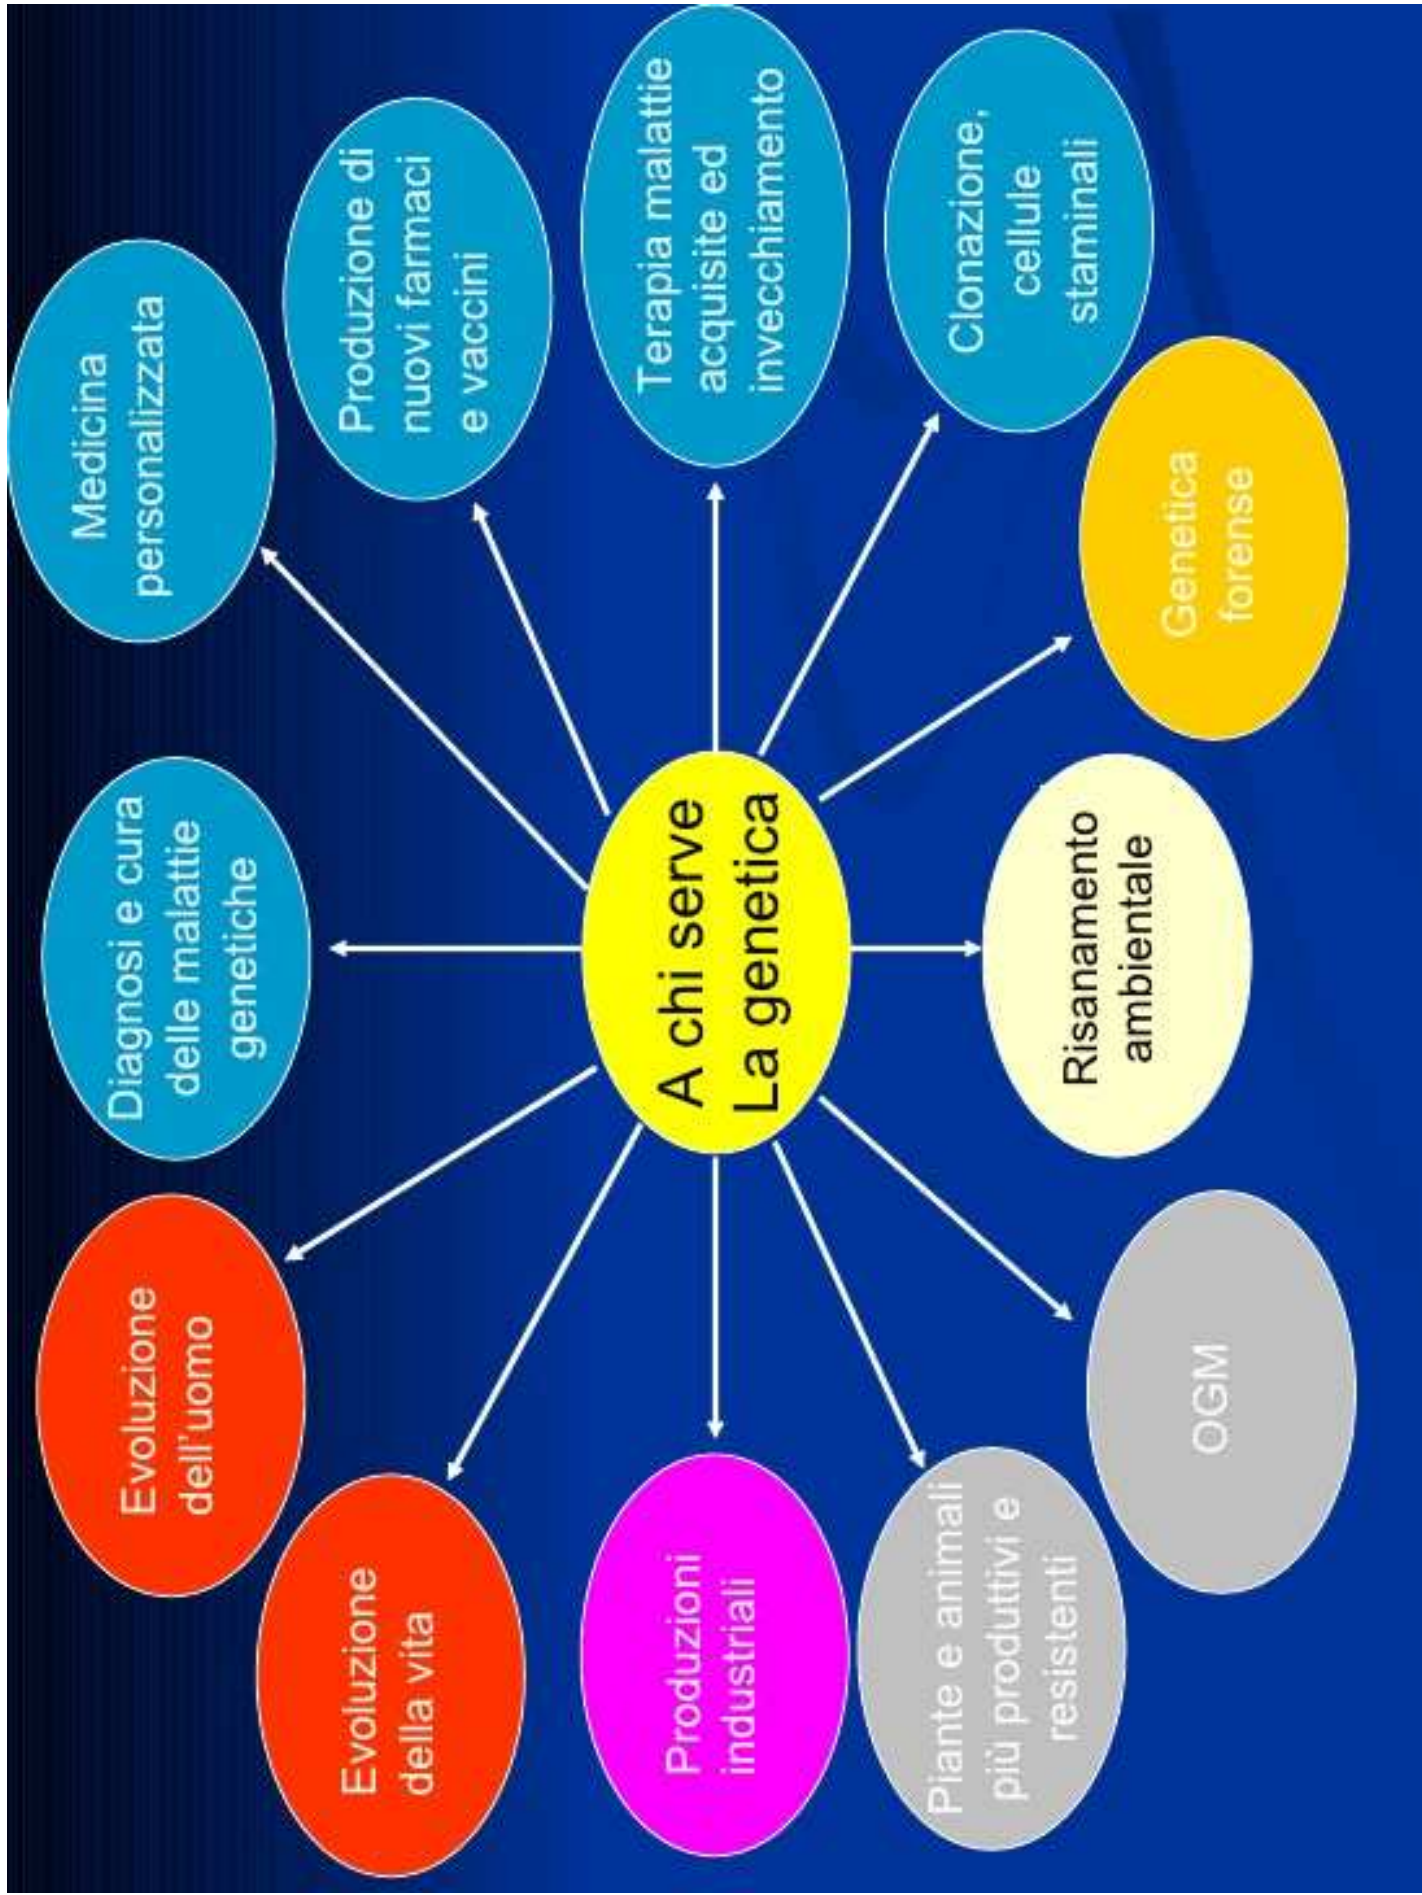 Evoluzione
dell'uomo
Diagnosi e cura
delle malattie
genetiche
Medicina
personalizzata
Evoluzione
della vita
Produzione di
nuovi farmaci
e vaccini
Produzioni
industriali
A chi serve
La genetica
Terapia malattie
acquisite ed
invecchiamento
Piante e animali
più produttivi e
resistenti
Clonazione,
cellule
staminali
OGM
Risanamento
ambientale
Genetica
forense